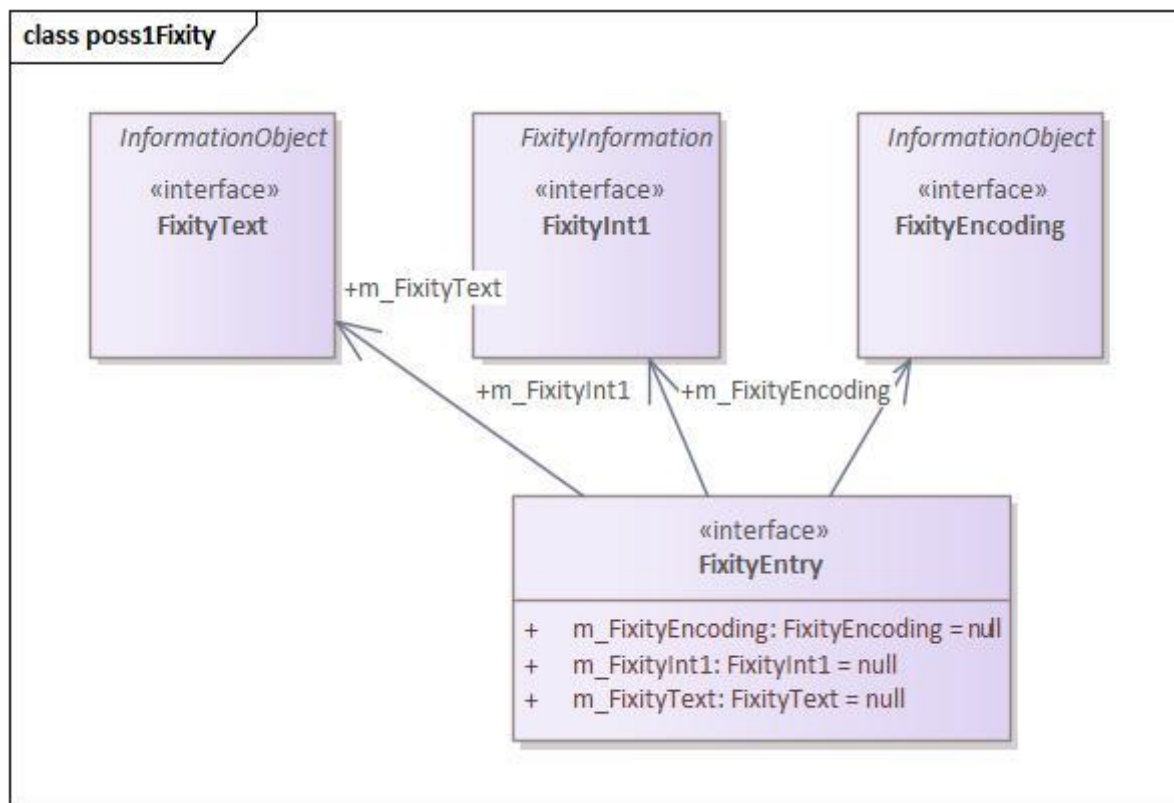 class poss1Fixity
InformationObject
«interface»
FixityText
FixityInformation
«interface»
FixityInt1
InformationObject
«interface»
FixityEncoding
+m_FixityText
+m_FixityInt1
+m_FixityEncoding
«interface»
FixityEntry
+ m_FixityEncoding: FixityEncoding = null
+ m_FixityInt1: FixityInt1 = null
+ m_FixityText: FixityText = null